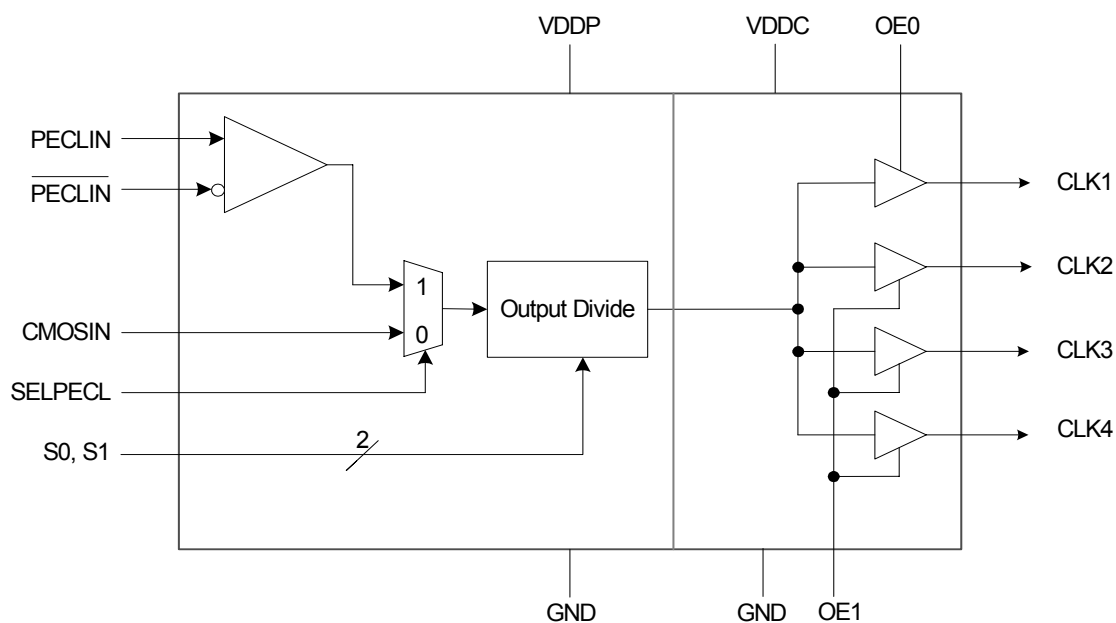 VDDP
VDDC
OE0
PECLIN
PECLIN
CLK1
CLK2
1
Output Divide
CMOSIN
0
CLK3
SELPECL
2
S0, S1
CLK4
GND
GND
OE1